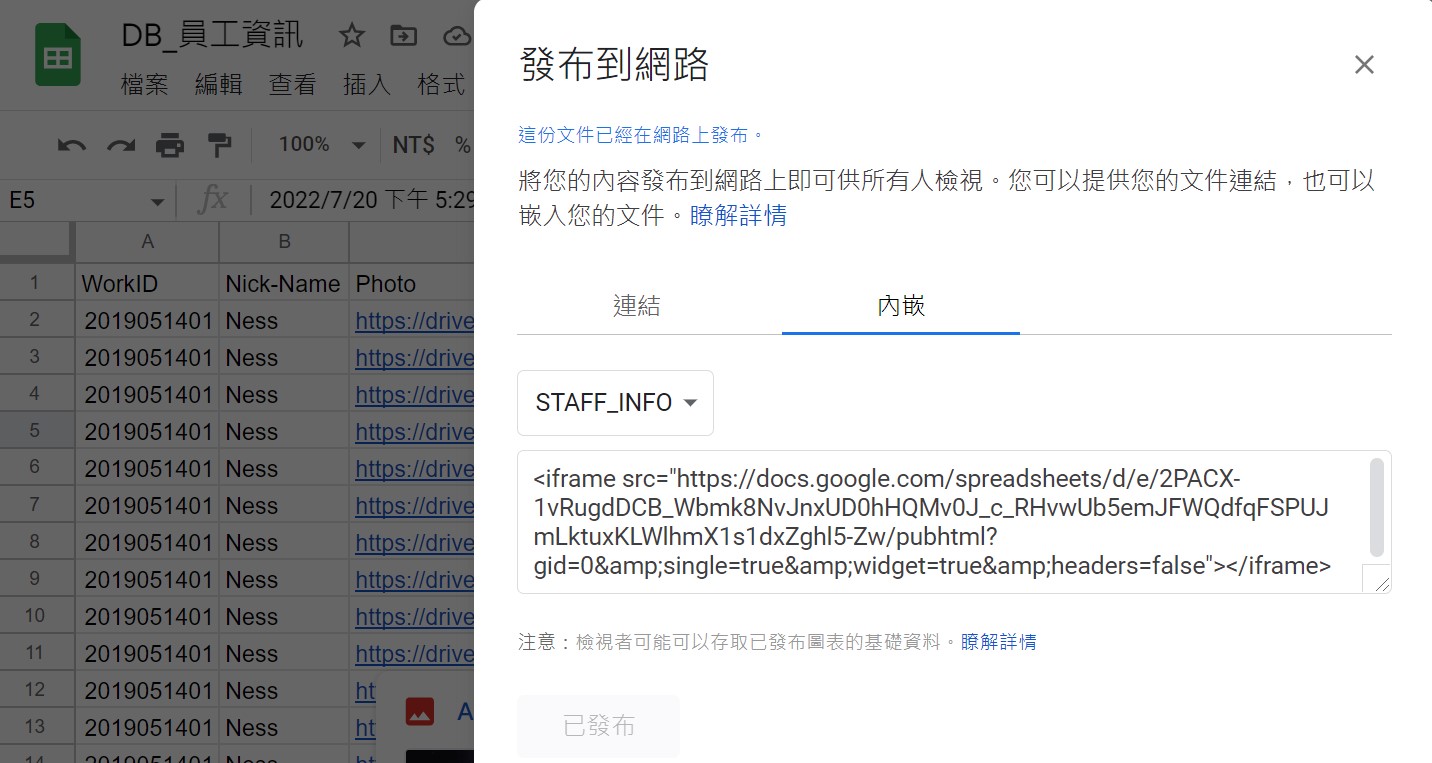 DB_員工資訊
檔案 編輯 查看 插入 格式
100% NT$ %
E5 fx 2022/7/20 下午 5:29
A B
1 WorkID Nick-Name Photo
2 2019051401 Ness https://drive
3 2019051401 Ness https://drive
4 2019051401 Ness https://drive
5 2019051401 Ness https://drive
6 2019051401 Ness https://drive
7 2019051401 Ness https://drive
8 2019051401 Ness https://drive
9 2019051401 Ness https://drive
10 2019051401 Ness https://drive
11 2019051401 Ness https://drive
12 2019051401 Ness ht
A
13 2019051401 Ness ht
發布到網路
這份文件已經在網路上發布。
將您的內容發布到網路上即可供所有人檢視。您可以提供您的文件連結，也可以
嵌入您的文件。瞭解詳情
連結 內嵌
STAFF_INFO
<iframe src="https://docs.google.com/spreadsheets/d/e/2PACX-
1vRugdDCB_Wbmk8NvJnxUD0hHQMv0J_c_RHvwUb5emJFWQdfqFSPUJ
mLktuxKLWlhmX1s1dxZghl5-Zw/pubhtml?
gid=0&amp;single=true&amp;widget=true&amp;headers=false"></iframe>
注意：檢視者可能可以存取已發布圖表的基礎資料。瞭解詳情
已發布